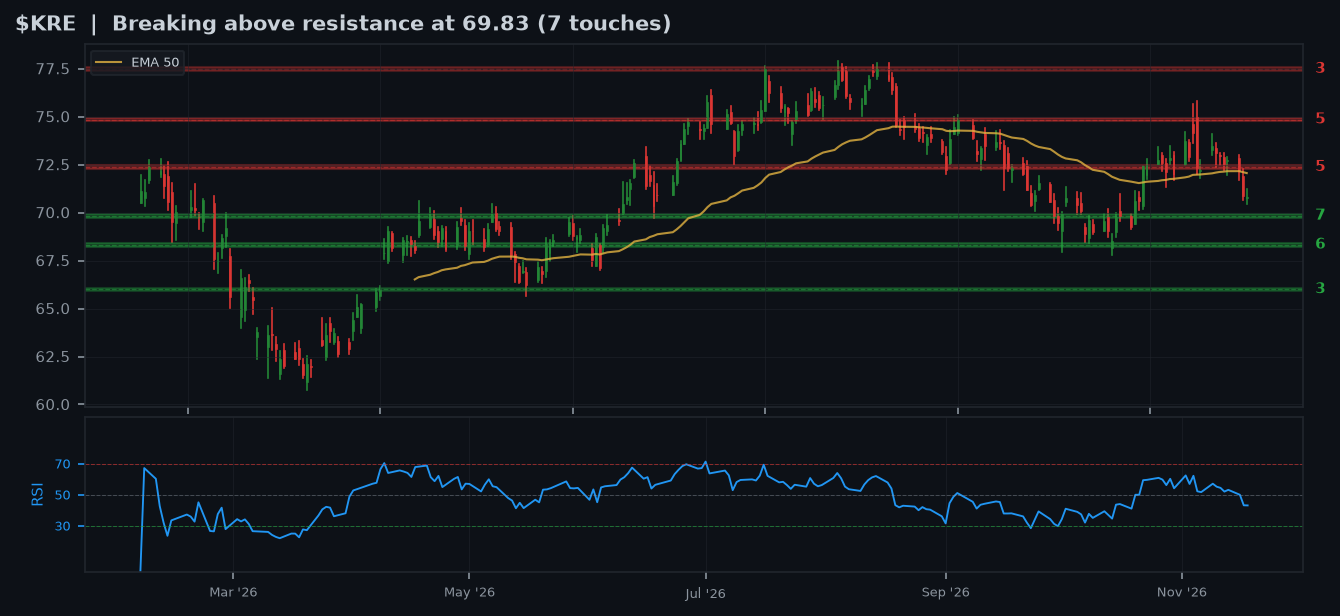 $KRE | Breaking above resistance at 69.83 (7 touches)
EMA 50
77.5
75.0
72.5
70.0
67.5
65.0
62.5
60.0
3
5
5
7
6
3
RSI
70
50
30
Mar '26
May '26
Jul '26
Sep '26
Nov '26